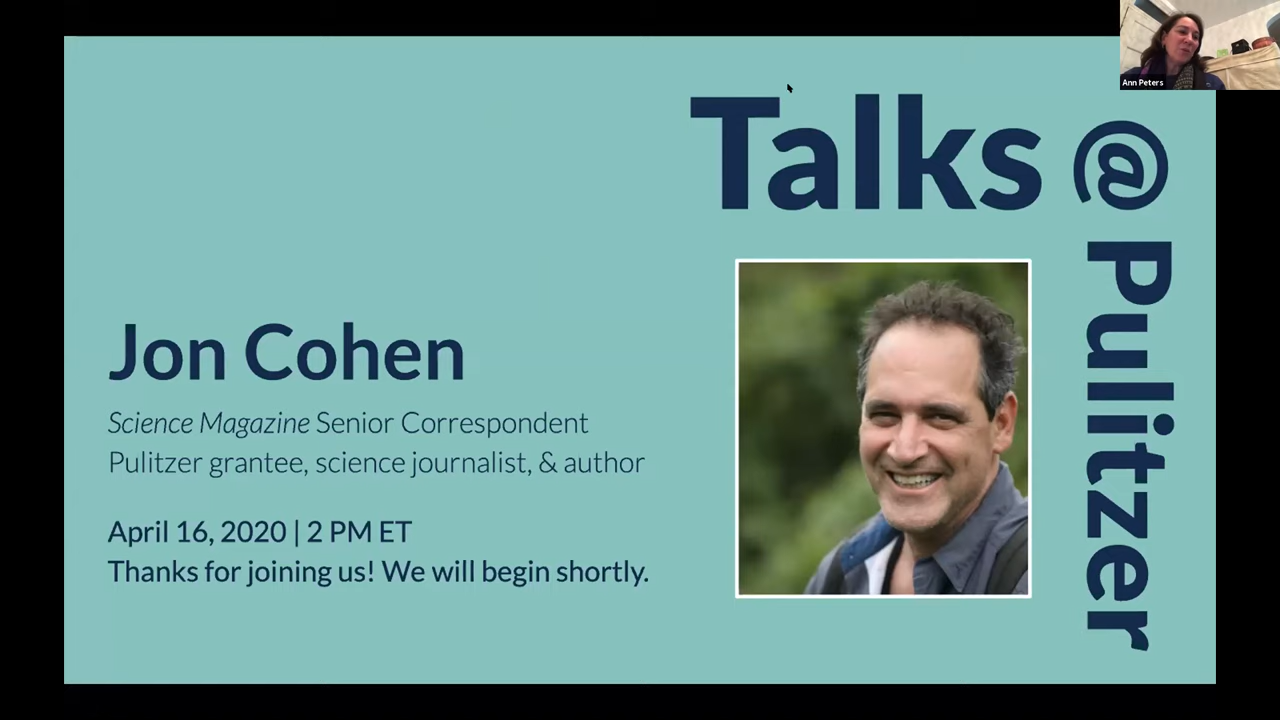 Ann Peters
Talks @
Pulitzer
Jon Cohen
Science Magazine Senior Correspondent
Pulitzer grantee, science journalist, & author
April 16, 2020 | 2 PM ET
Thanks for joining us! We will begin shortly.